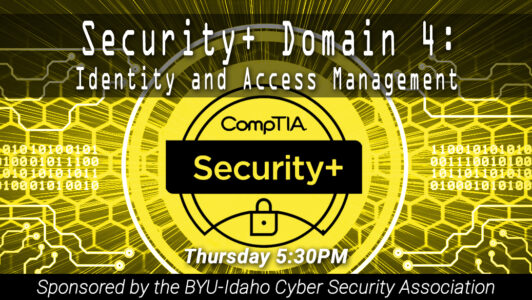 Security+ Domain 4:
Identity and Access Management
CompTIA.
Security+
Thursday 5:30PM
Sponsored by the BYU-Idaho Cyber Security Association